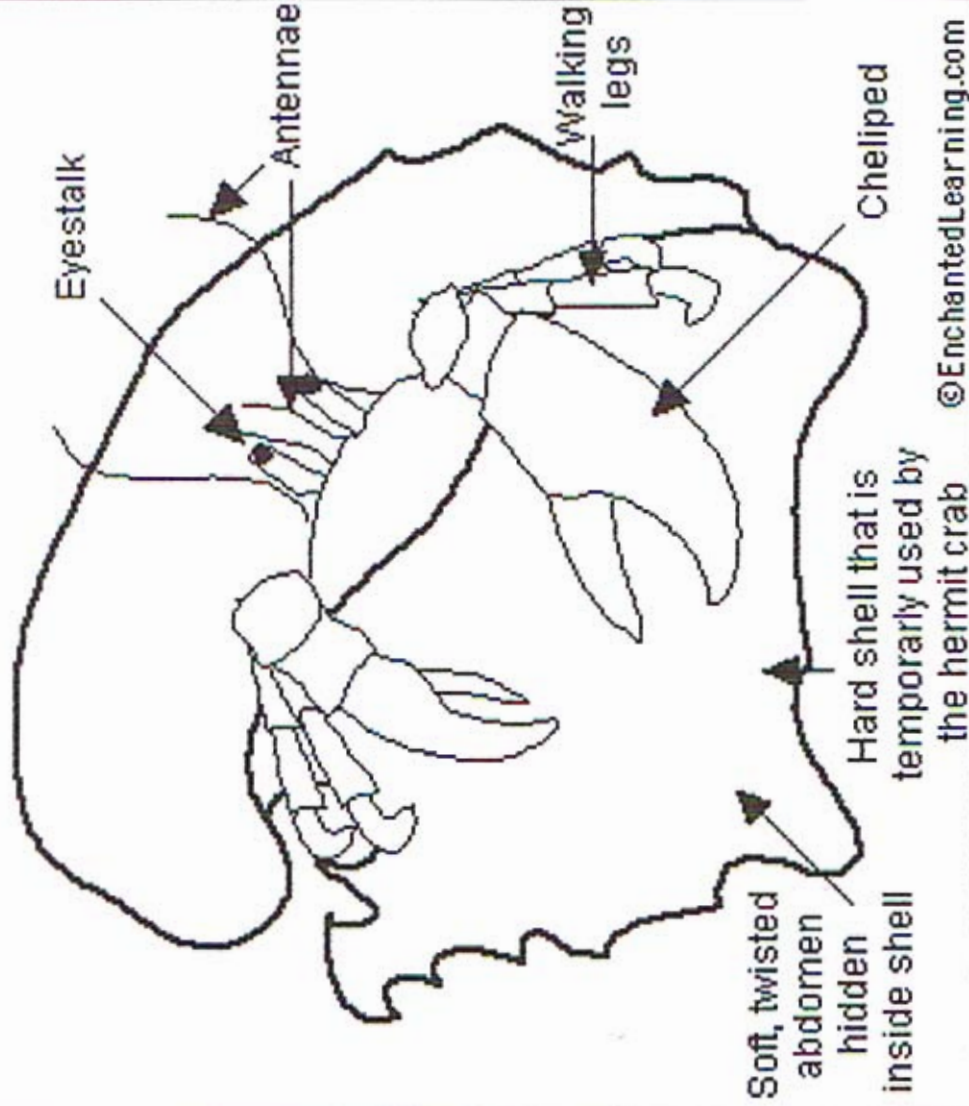 Eyestalk
Antennae
Walking
legs
Cheliped
Soft, twisted
abdomen
hidden
inside shell
Hard shell that is
temporarly used by
the hermit crab
©EnchantedLearning.com